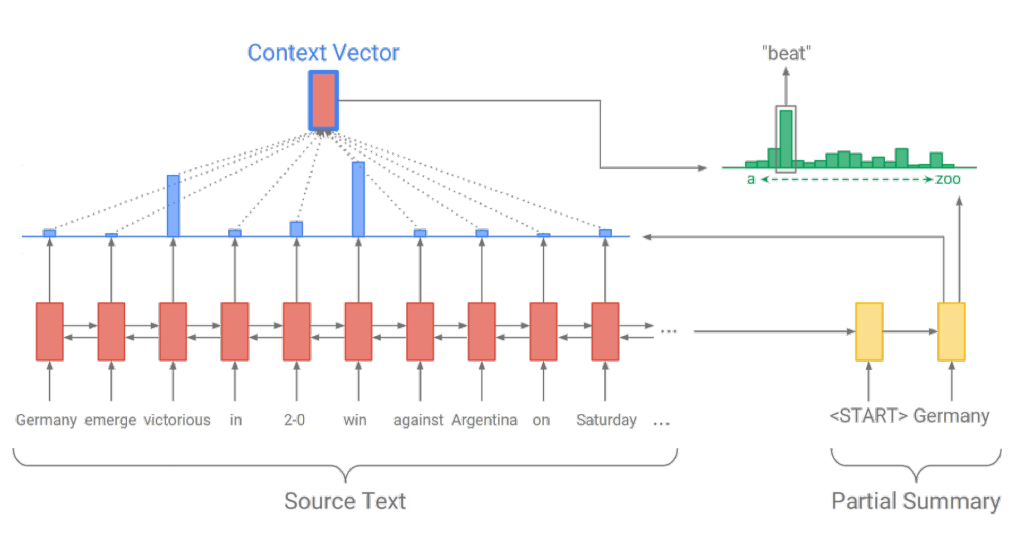 Context Vector
"beat"
a zoo
Germany emerge victorious in 2-0 win against Argentina on Saturday ...
...
<START> Germany
Source Text
Partial Summary